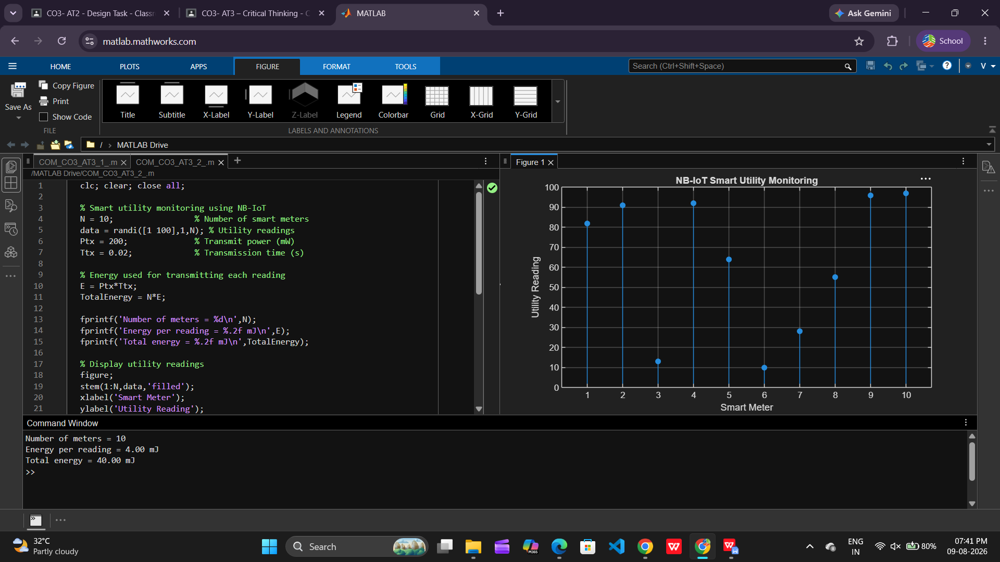 CO3- AT2 - Design Task - Classr
CO3- AT3 – Critical Thinking - C
MATLAB
Ask Gemini
matlab.mathworks.com
School
HOME
PLOTS
APPS
FIGURE
FORMAT
TOOLS
Search (Ctrl+Shift+Space)
V
Save As
Copy Figure
Print
Show Code
FILE
Title
Subtitle
X-Label
Y-Label
Z-Label
Legend
Colorbar
Grid
X-Grid
Y-Grid
LABELS AND ANNOTATIONS
/ › MATLAB Drive
COM_CO3_AT3_1_.m
COM_CO3_AT3_2_.m
/MATLAB Drive/COM_CO3_AT3_2_.m
1 clc; clear; close all;
2
3 % Smart utility monitoring using NB-IoT
4 N = 10; % Number of smart meters
5 data = randi([1 100],1,N); % Utility readings
6 Ptx = 200; % Transmit power (mW)
7 Ttx = 0.02; % Transmission time (s)
8
9 % Energy used for transmitting each reading
10 E = Ptx*Ttx;
11 TotalEnergy = N*E;
12
13 fprintf('Number of meters = %d\n',N);
14 fprintf('Energy per reading = %.2f mJ\n',E);
15 fprintf('Total energy = %.2f mJ\n',TotalEnergy);
16
17 % Display utility readings
18 figure;
19 stem(1:N,data,'filled');
20 xlabel('Smart Meter');
21 ylabel('Utility Reading');
Figure 1
NB-IoT Smart Utility Monitoring
100
90
80
70
60
50
40
30
20
10
0
Utility Reading
1 2 3 4 5 6 7 8 9 10
Smart Meter
Command Window
Number of meters = 10
Energy per reading = 4.00 mJ
Total energy = 40.00 mJ
>>
32°C
Partly cloudy
Search
M365
ENG
IN
80%
07:41 PM
09-08-2026